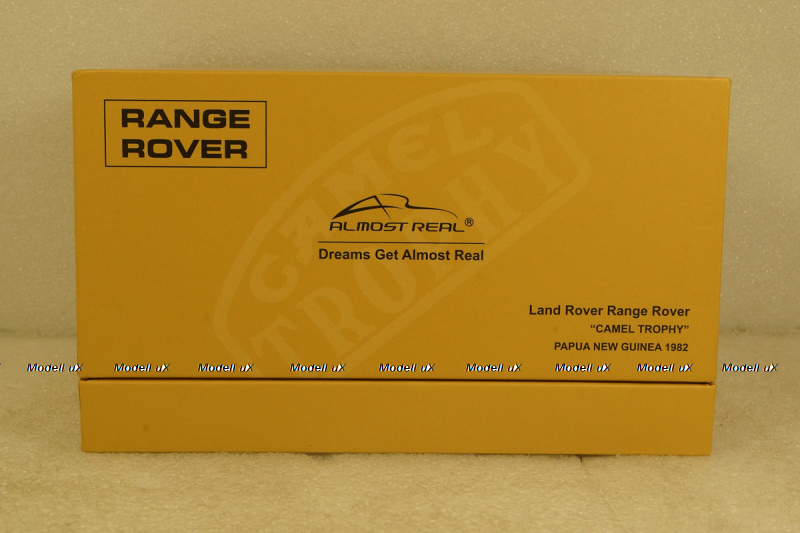 RANGE
ROVER
CAMEL
TROPHY
ALMOST REAL®
Dreams Get Almost Real
Land Rover Range Rover
“CAMEL TROPHY”
PAPUA NEW GUINEA 1982
Modell uX Modell uX Modell uX Modell uX Modell uX Modell uX Modell uX Modell uX Modell uX